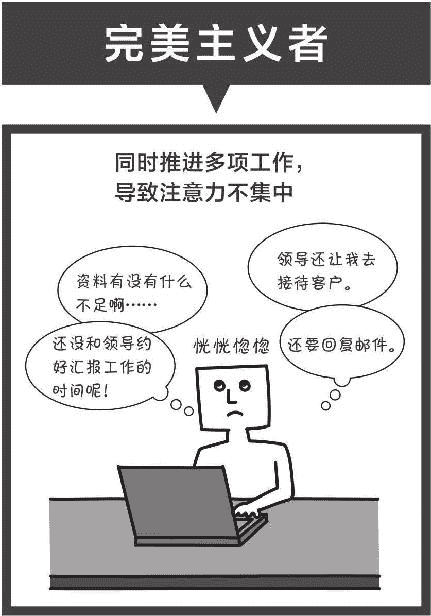 完美主义者
同时推进多项工作，
导致注意力不集中
资料有没有什么
不足啊……
领导还让我去
接待客户。
还没和领导约
好汇报工作的
时间呢！
恍恍惚惚
还要回复邮件。